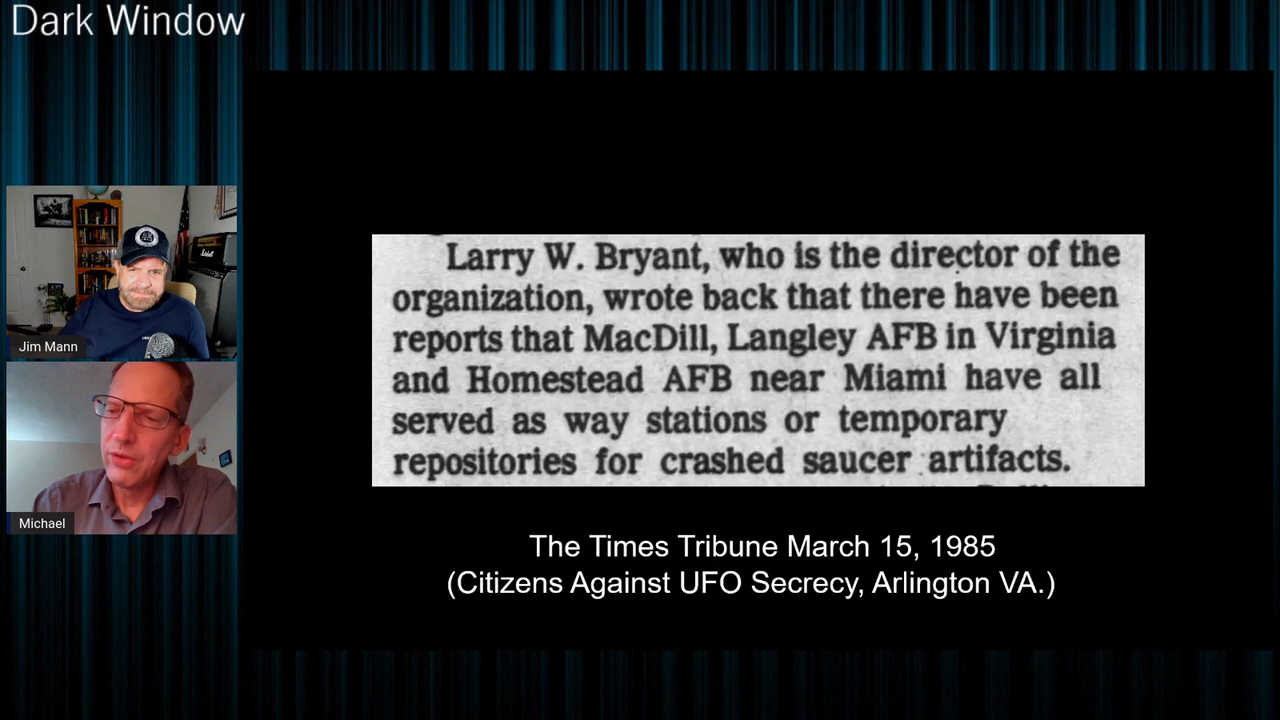 Dark Window
Jim Mann
Michael
Larry W. Bryant, who is the director of the
organization, wrote back that there have been
reports that MacDill, Langley AFB in Virginia
and Homestead AFB near Miami have all
served as way stations or temporary
repositories for crashed saucer artifacts.
The Times Tribune March 15, 1985
(Citizens Against UFO Secrecy, Arlington VA.)